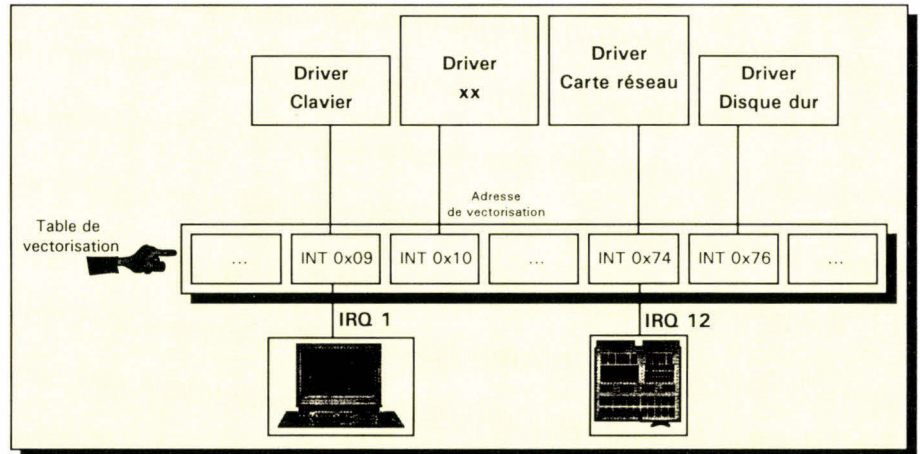 Driver
Clavier
Driver
xx
Driver
Carte réseau
Driver
Disque dur
Adresse
de vectorisation
Table de
vectorisation
...
INT 0x09
INT 0x10
...
INT 0x74
INT 0x76
...
IRQ 1
IRQ 12